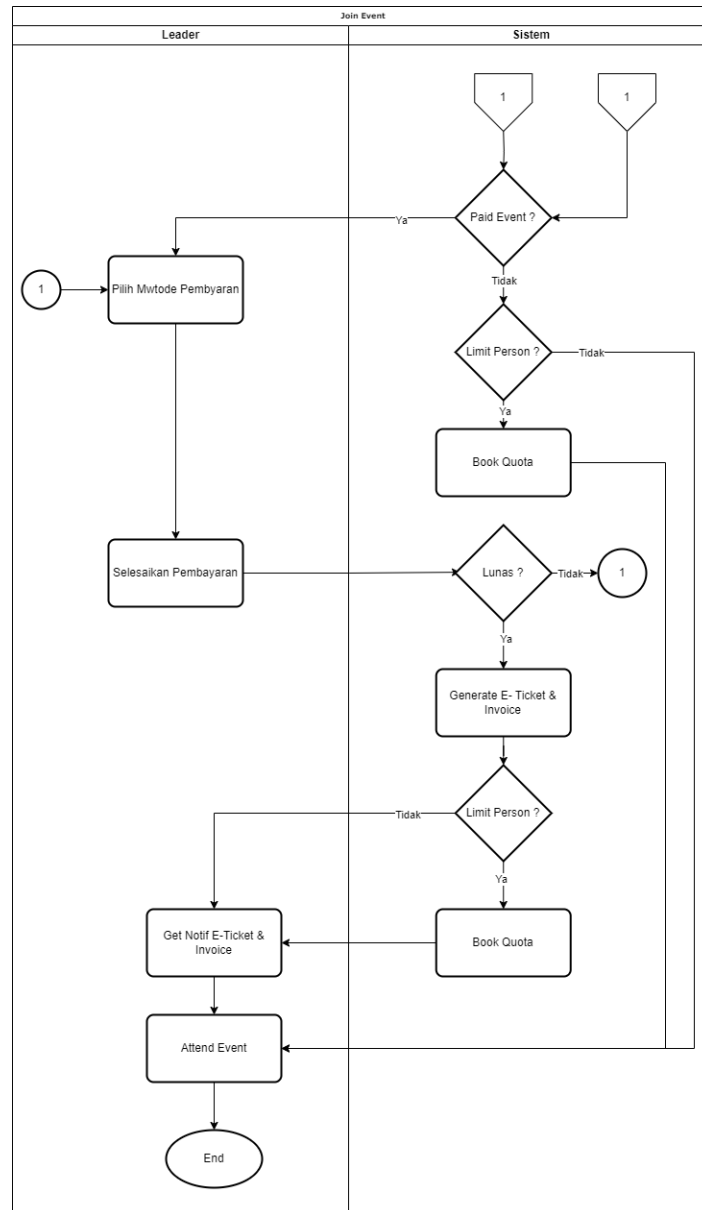 Join Event
Leader
Sistem
1
1
Paid Event ?
Ya
Tidak
1
Pilih Mwtode Pembyaran
Limit Person ?
Tidak
Ya
Book Quota
Selesaikan Pembayaran
Lunas ?
Tidak
1
Ya
Generate E- Ticket &
Invoice
Limit Person ?
Tidak
Ya
Get Notif E-Ticket &
Invoice
Book Quota
Attend Event
End